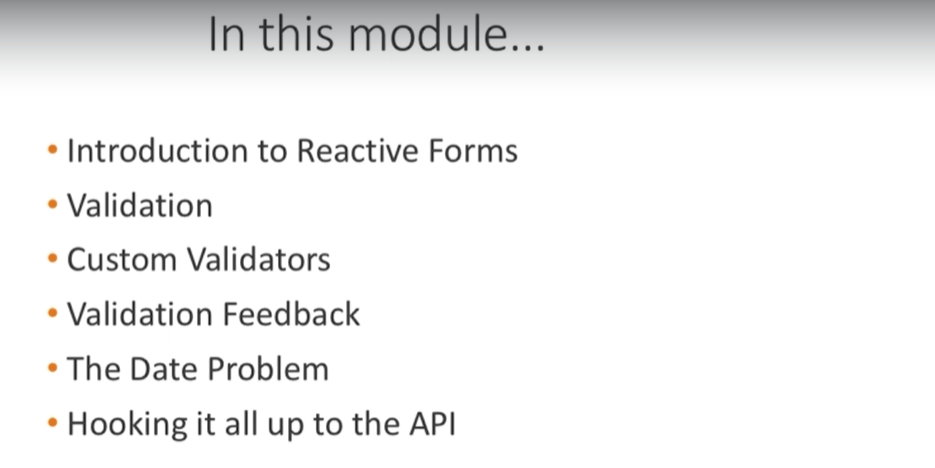 In this module...
• Introduction to Reactive Forms
• Validation
• Custom Validators
• Validation Feedback
• The Date Problem
• Hooking it all up to the API